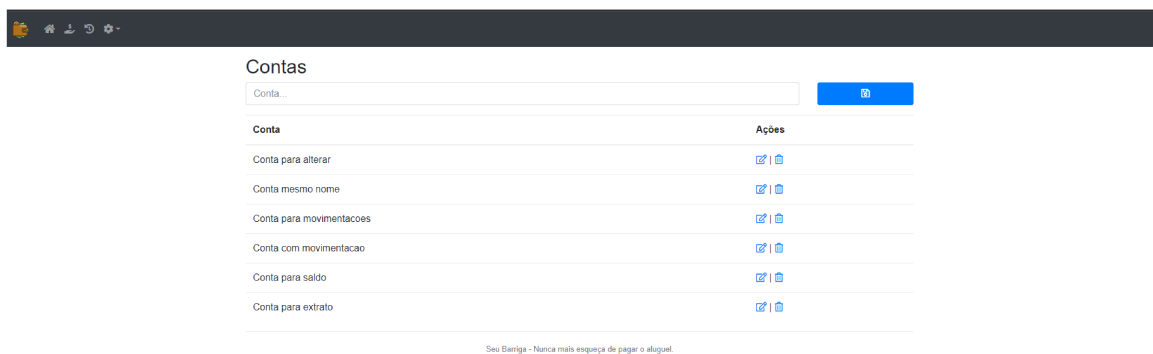 Contas
Conta...
Conta Ações
Conta para alterar |
Conta mesmo nome |
Conta para movimentacoes |
Conta com movimentacao |
Conta para saldo |
Conta para extrato |
Seu Barriga - Nunca mais esqueça de pagar o aluguel.